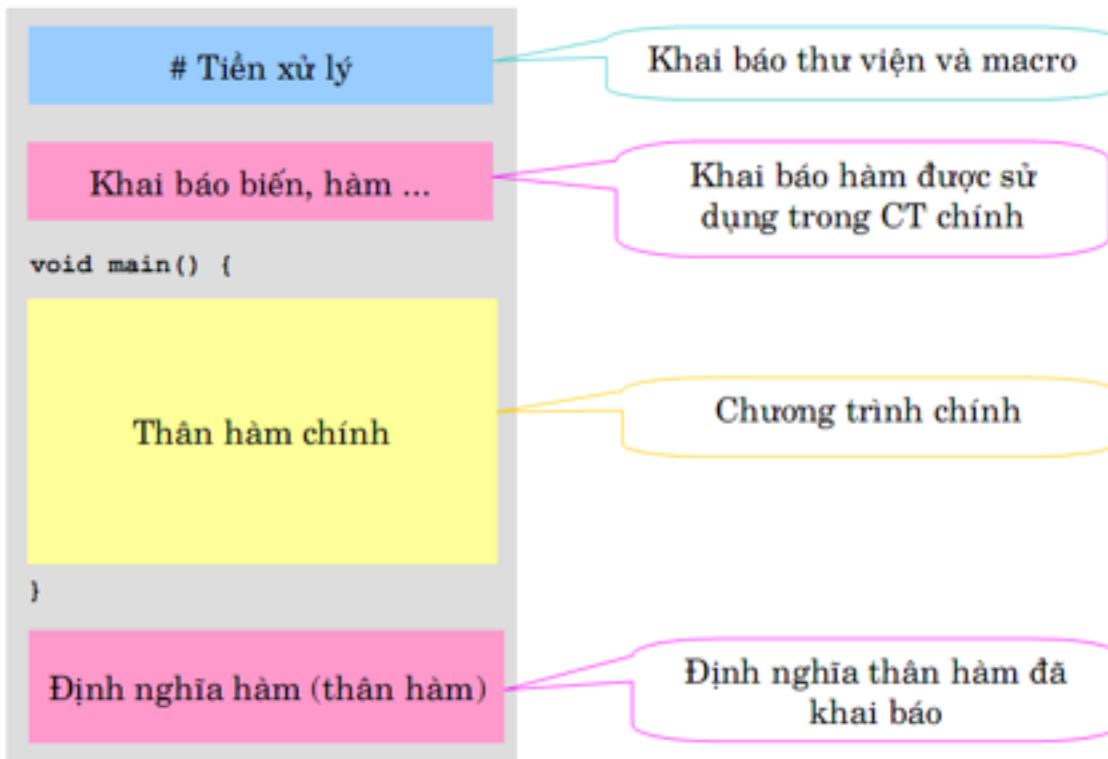 # Tiền xử lý
Khai báo thư viện và macro
Khai báo biến, hàm ...
Khai báo hàm được sử
dụng trong CT chính
void main() {
Thân hàm chính
Chương trình chính
}
Định nghĩa hàm (thân hàm)
Định nghĩa thân hàm đã
khai báo